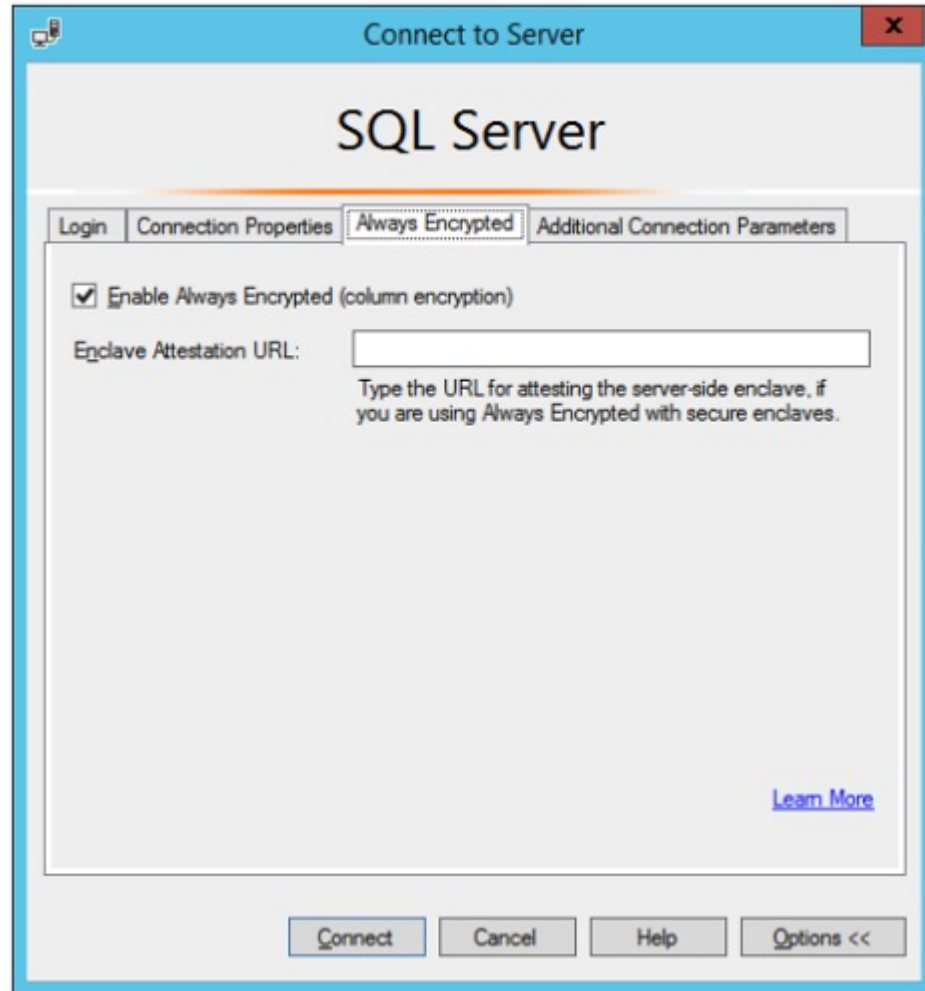 Connect to Server
x
SQL Server
Login
Connection Properties
Always Encrypted
Additional Connection Parameters
Enable Always Encrypted (column encryption)
Enclave Attestation URL:
Type the URL for attesting the server-side enclave, if
you are using Always Encrypted with secure enclaves.
Learn More
Connect
Cancel
Help
Options <<